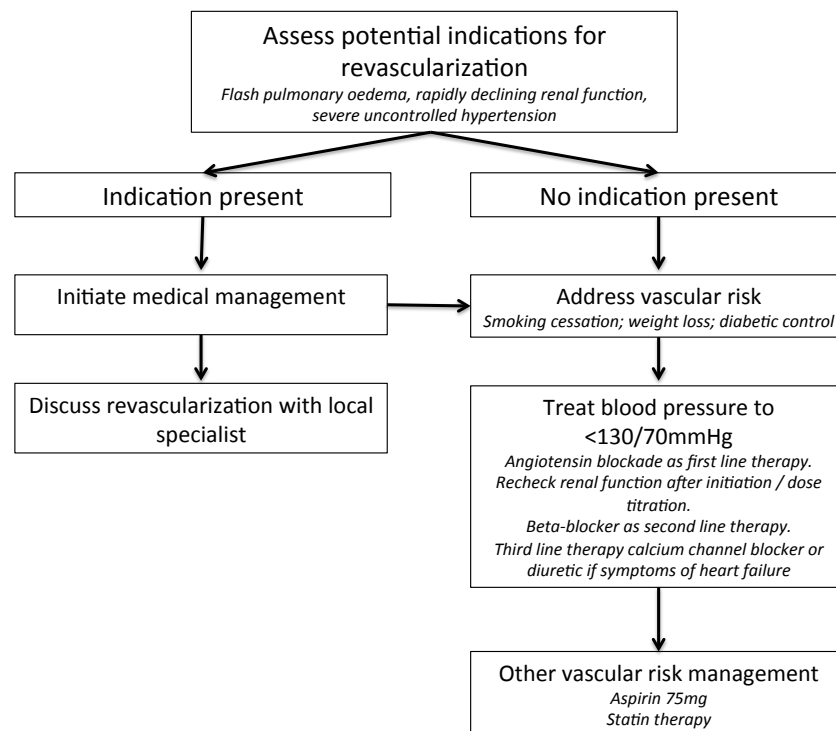 Assess potential indications for
revascularization
Flash pulmonary oedema, rapidly declining renal function,
severe uncontrolled hypertension
Indication present
No indication present
Initiate medical management
Address vascular risk
Smoking cessation; weight loss; diabetic control
Discuss revascularization with local
specialist
Treat blood pressure to
<130/70mmHg
Angiotensin blockade as first line therapy.
Recheck renal function after initiation / dose
titration.
Beta-blocker as second line therapy.
Third line therapy calcium channel blocker or
diuretic if symptoms of heart failure
Other vascular risk management
Aspirin 75mg
Statin therapy